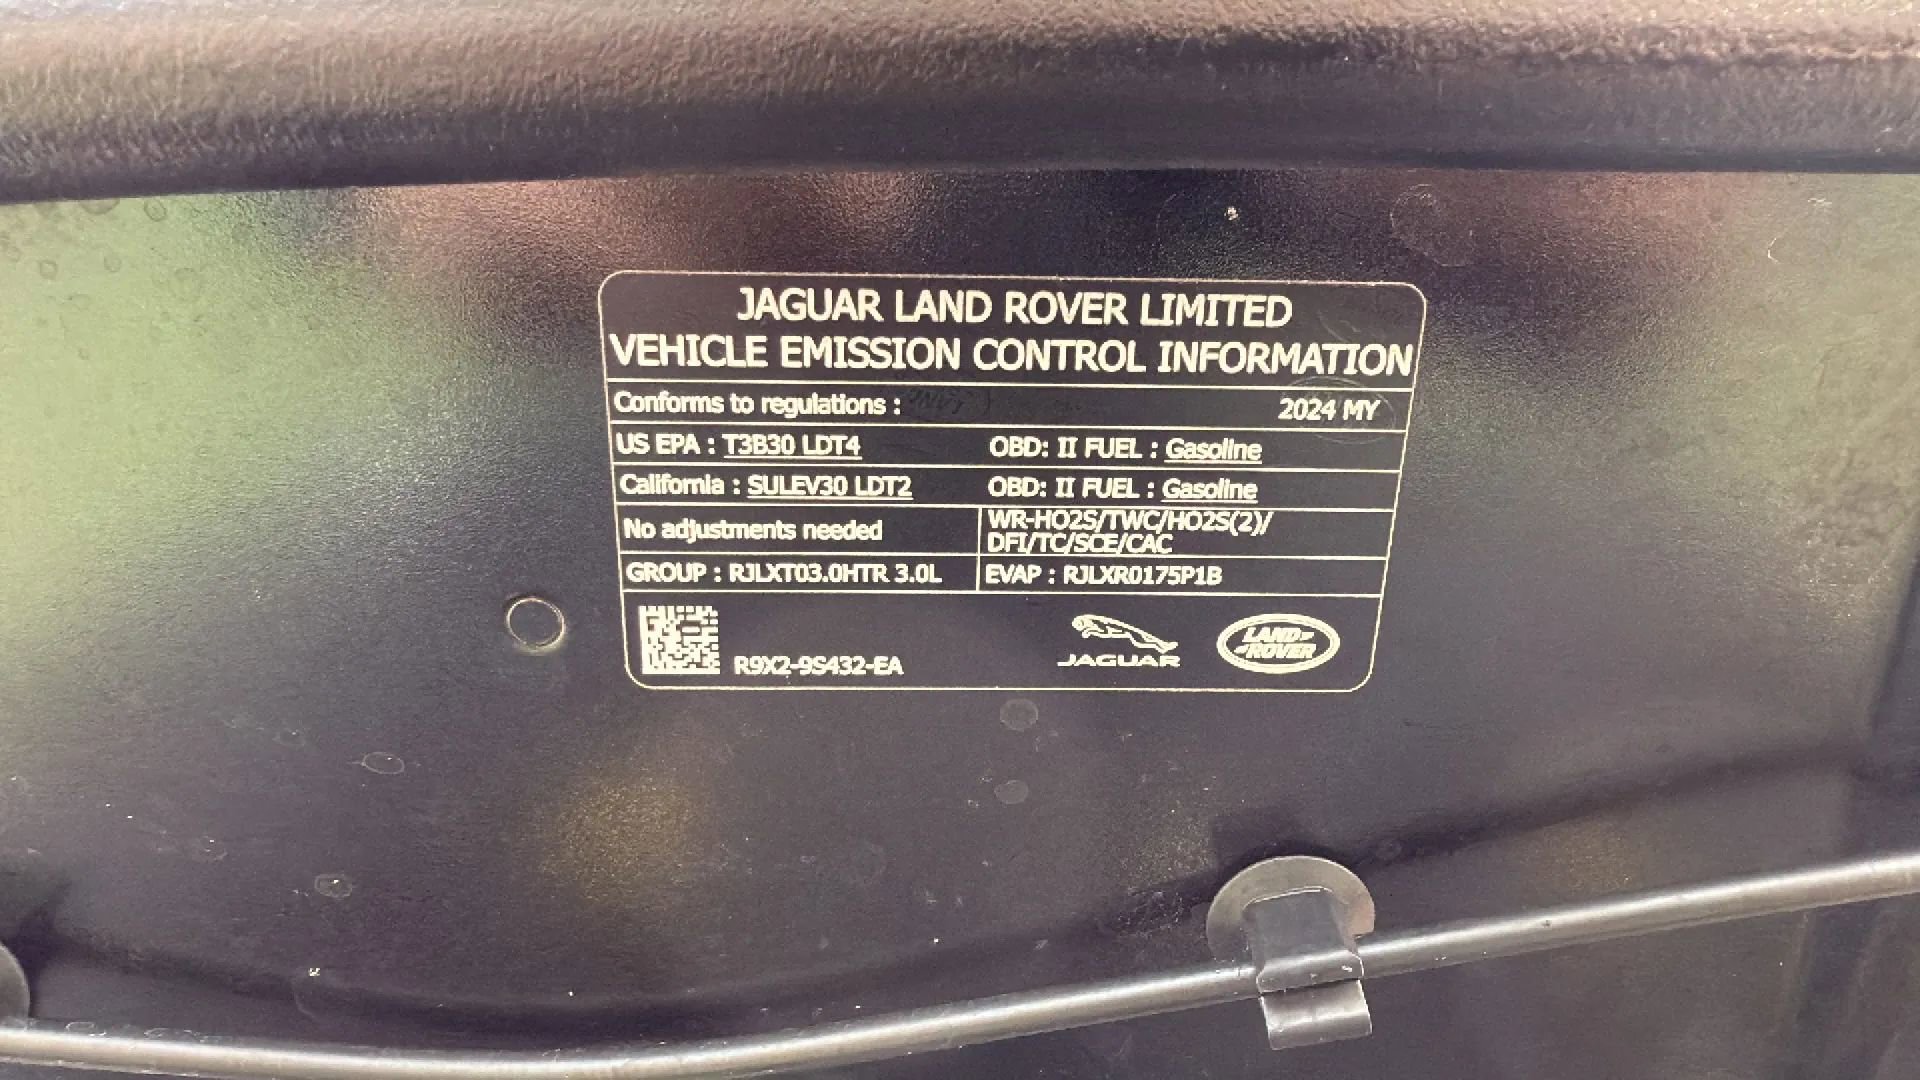 JAGUAR LAND ROVER LIMITED
VEHICLE EMISSION CONTROL INFORMATION
Conforms to regulations : 2024 MY
US EPA : T3B30 LDT4 OBD: II FUEL : Gasoline
California : SULEV30 LDT2 OBD: II FUEL : Gasoline
No adjustments needed
WR-HO2S/TWC/HO2S(2)/
DFI/TC/SCE/CAC
GROUP : RJLXT03.0HTR 3.0L EVAP : RJLXR0175P1B
R9X2-9S432-EA
JAGUAR
LAND
ROVER